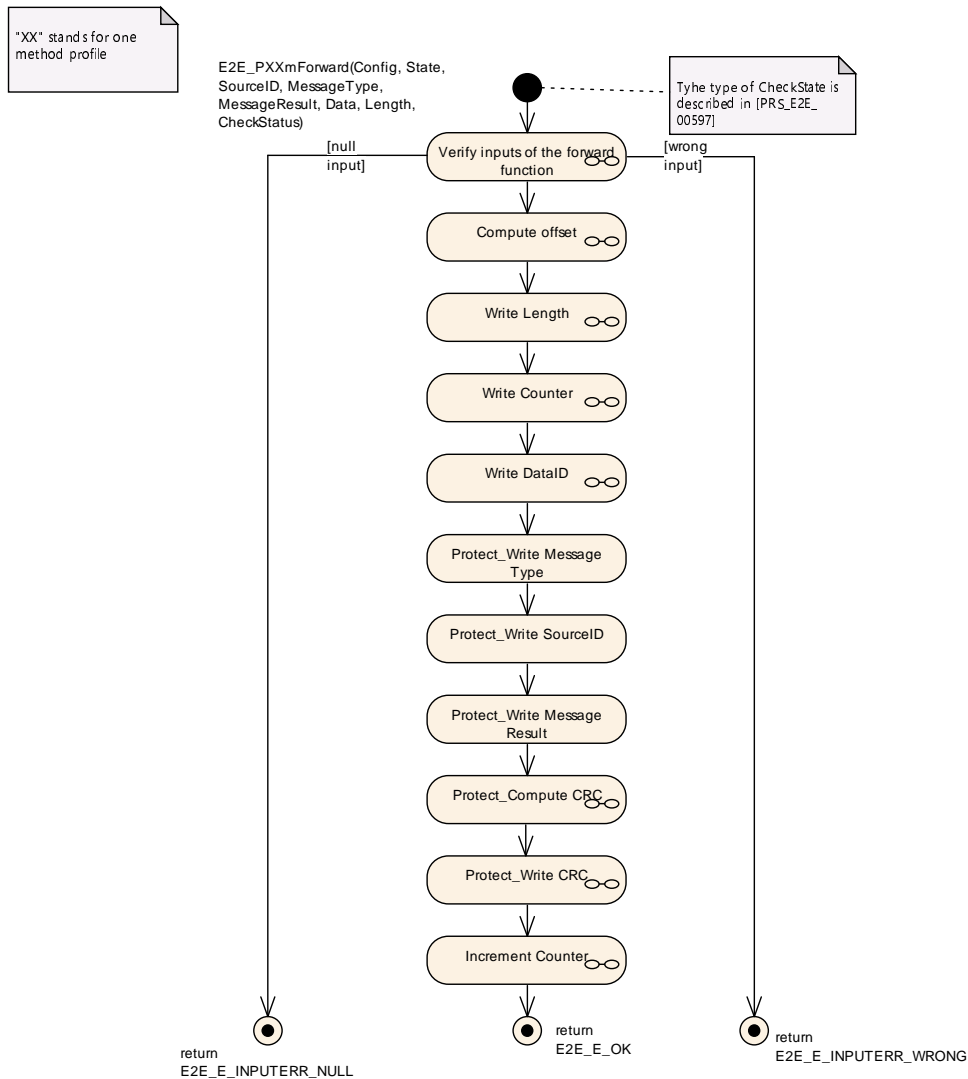 "XX" stands for one
method profile
E2E_PXXmForward(Config, State,
SourceID, MessageType,
MessageResult, Data, Length,
CheckStatus)
Tyhe type of CheckState is
described in [PRS_E2E_
00597]
[null
input]
Verify inputs of the forward
function
[wrong
input]
Compute offset
Write Length
Write Counter
Write DataID
Protect_Write Message
Type
Protect_Write SourceID
Protect_Write Message
Result
Protect_Compute CRC
Protect_Write CRC
Increment Counter
return
E2E_E_INPUTERR_NULL
return
E2E_E_OK
return
E2E_E_INPUTERR_WRONG